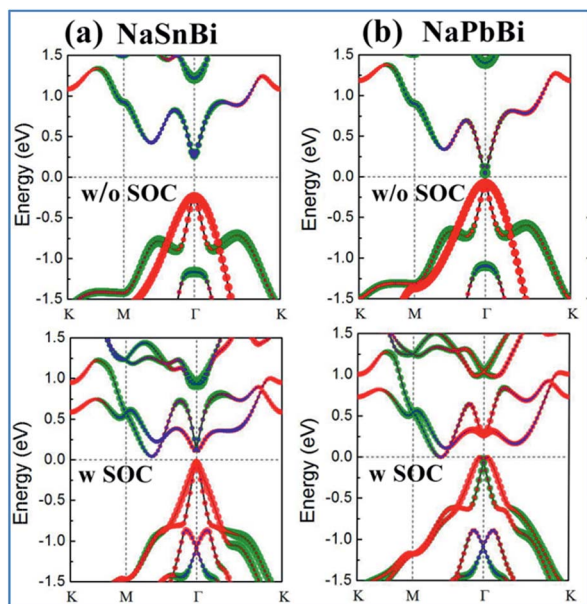 (a) NaSnBi
(b) NaPbBi
Energy (eV)
1.5
1.0
0.5
0.0
-0.5
-1.0
-1.5
w/o SOC
K M Γ K
Energy (eV)
1.5
1.0
0.5
0.0
-0.5
-1.0
-1.5
w/o SOC
K M Γ K
Energy (eV)
1.5
1.0
0.5
0.0
-0.5
-1.0
-1.5
w SOC
K M Γ K
Energy (eV)
1.5
1.0
0.5
0.0
-0.5
-1.0
-1.5
w SOC
K M Γ K